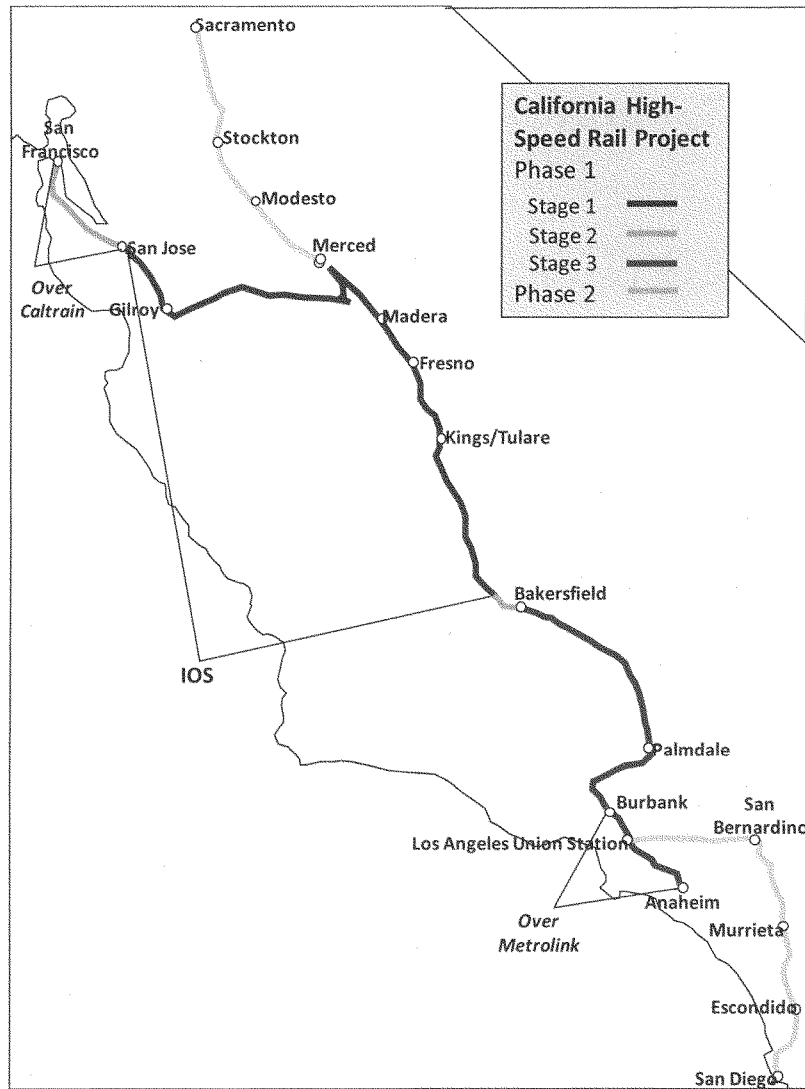 Sacramento
San
Francisco
Stockton
Modesto
Merced
San Jose
Over
Caltrain
Gilroy
Madera
Fresno
Kings/Tulare
Bakersfield
IOS
Palmdale
Burbank
San
Bernardino
Los Angeles Union Station
Anaheim
Over
Metrolink
Murrieta
Escondido
San Diego
California High-
Speed Rail Project
Phase 1
Stage 1
Stage 2
Stage 3
Phase 2